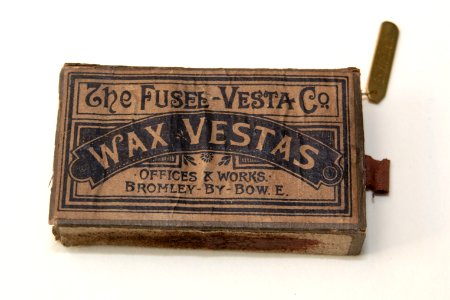 The FUSEE-VESTA Co
WAX VESTAS
OFFICES & WORKS.
BROMLEY-BY-BOW. E.